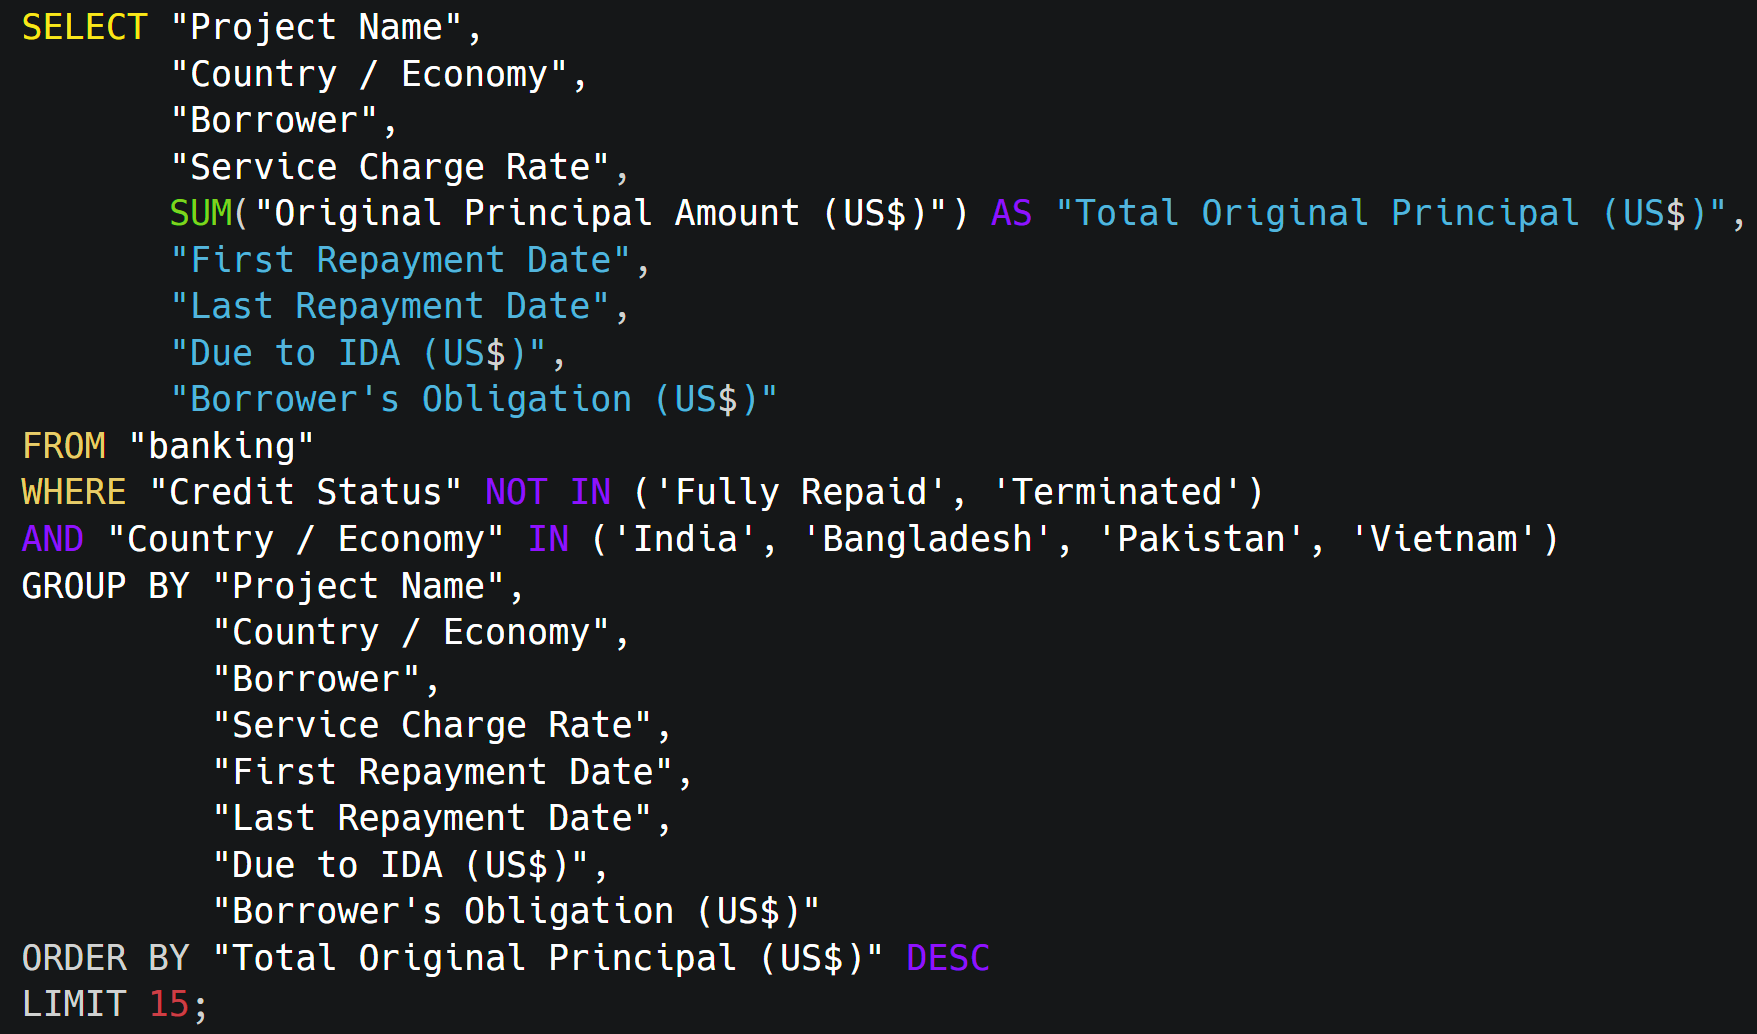 SELECT "Project Name",
"Country / Economy",
"Borrower",
"Service Charge Rate",
SUM("Original Principal Amount (US$)") AS "Total Original Principal (US$)",
"First Repayment Date",
"Last Repayment Date",
"Due to IDA (US$)",
"Borrower's Obligation (US$)"
FROM "banking"
WHERE "Credit Status" NOT IN ('Fully Repaid', 'Terminated')
AND "Country / Economy" IN ('India', 'Bangladesh', 'Pakistan', 'Vietnam')
GROUP BY "Project Name",
"Country / Economy",
"Borrower",
"Service Charge Rate",
"First Repayment Date",
"Last Repayment Date",
"Due to IDA (US$)",
"Borrower's Obligation (US$)"
ORDER BY "Total Original Principal (US$)" DESC
LIMIT 15;